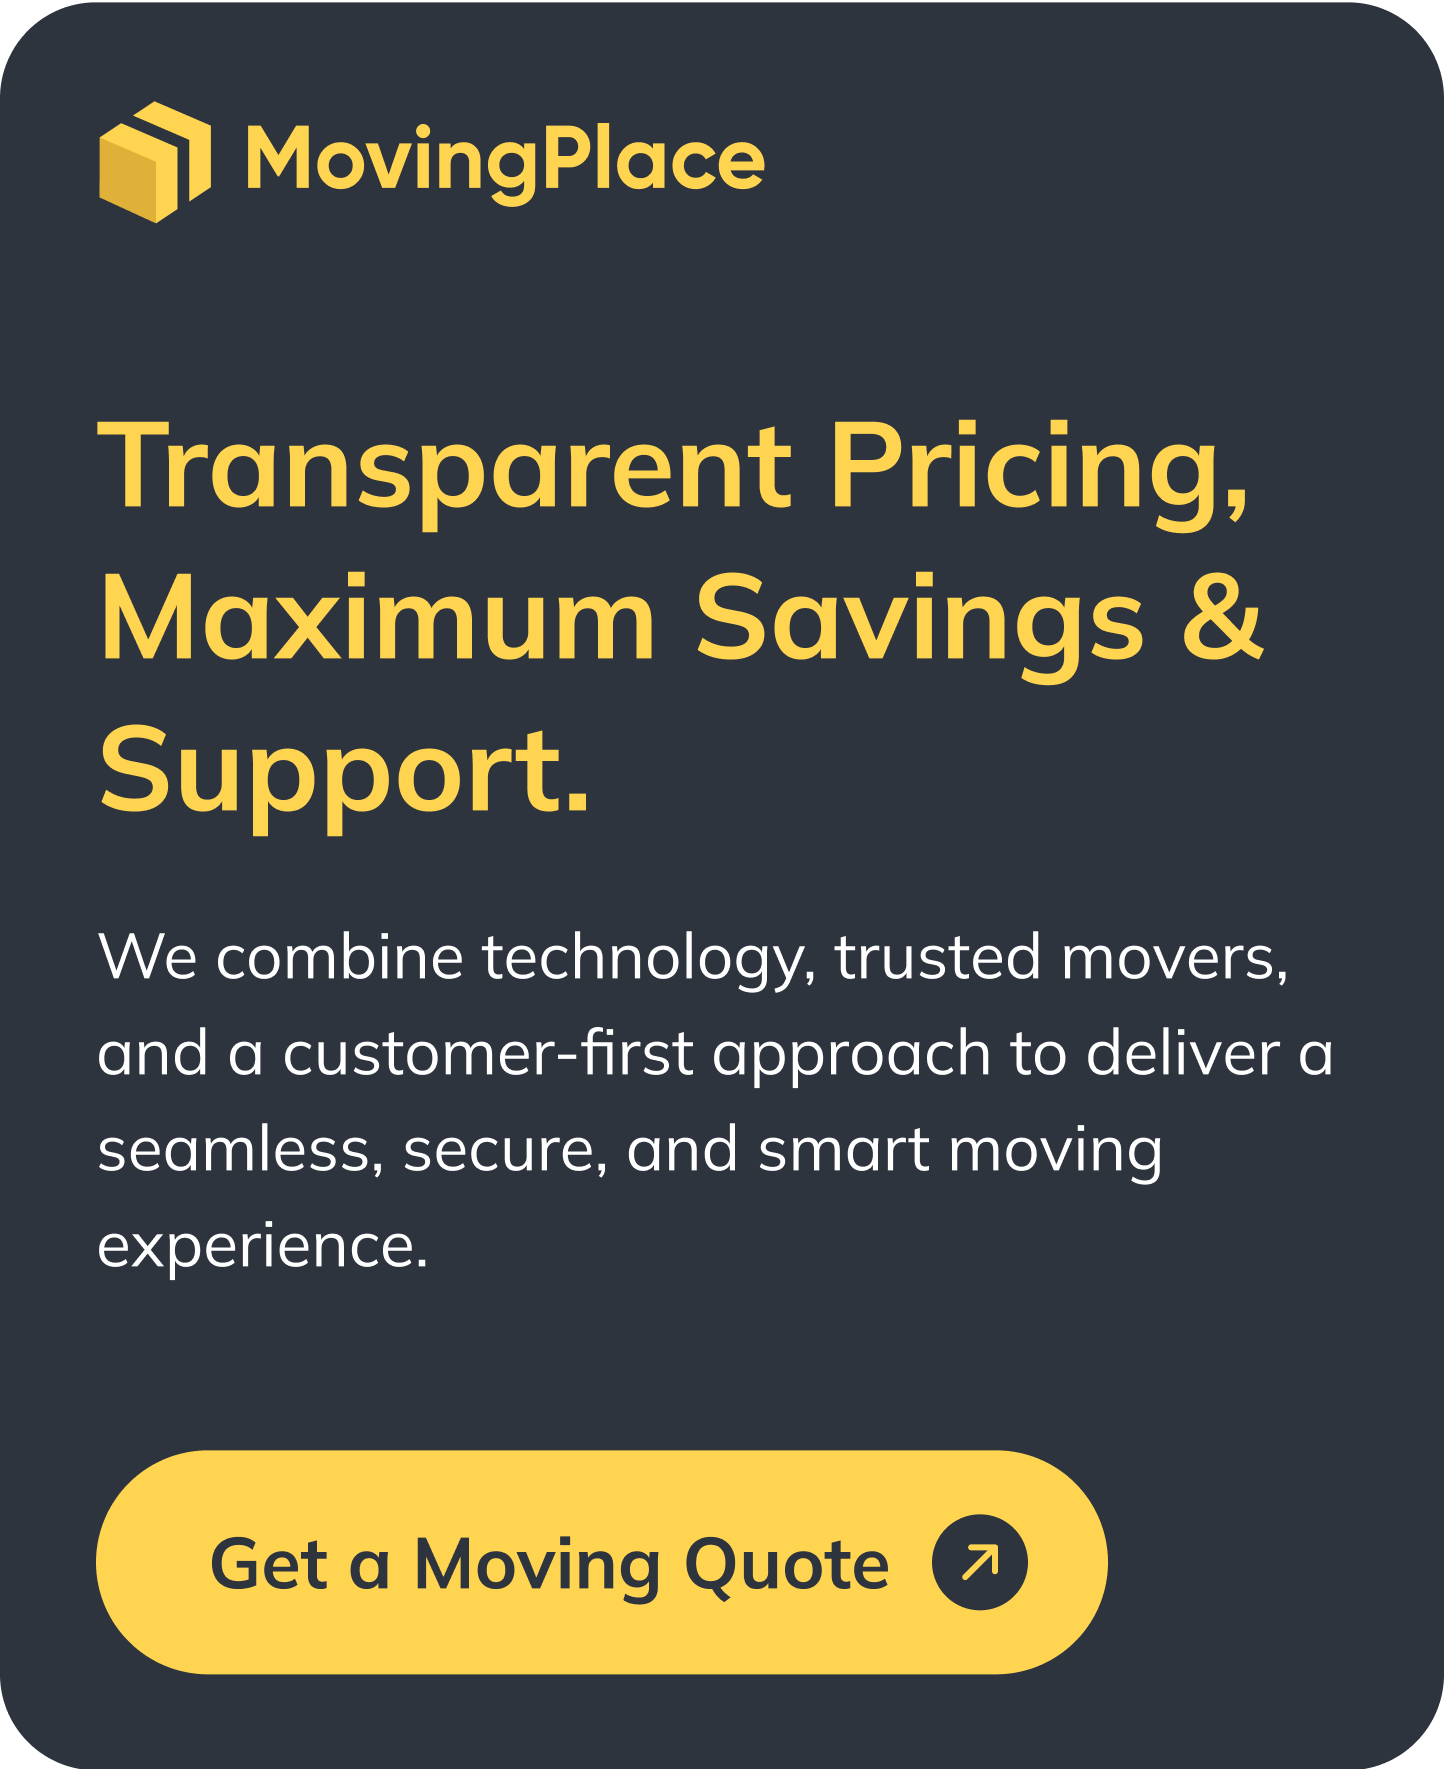 MovingPlace
Transparent Pricing,
Maximum Savings &
Support.
We combine technology, trusted movers,
and a customer-first approach to deliver a
seamless, secure, and smart moving
experience.
Get a Moving Quote